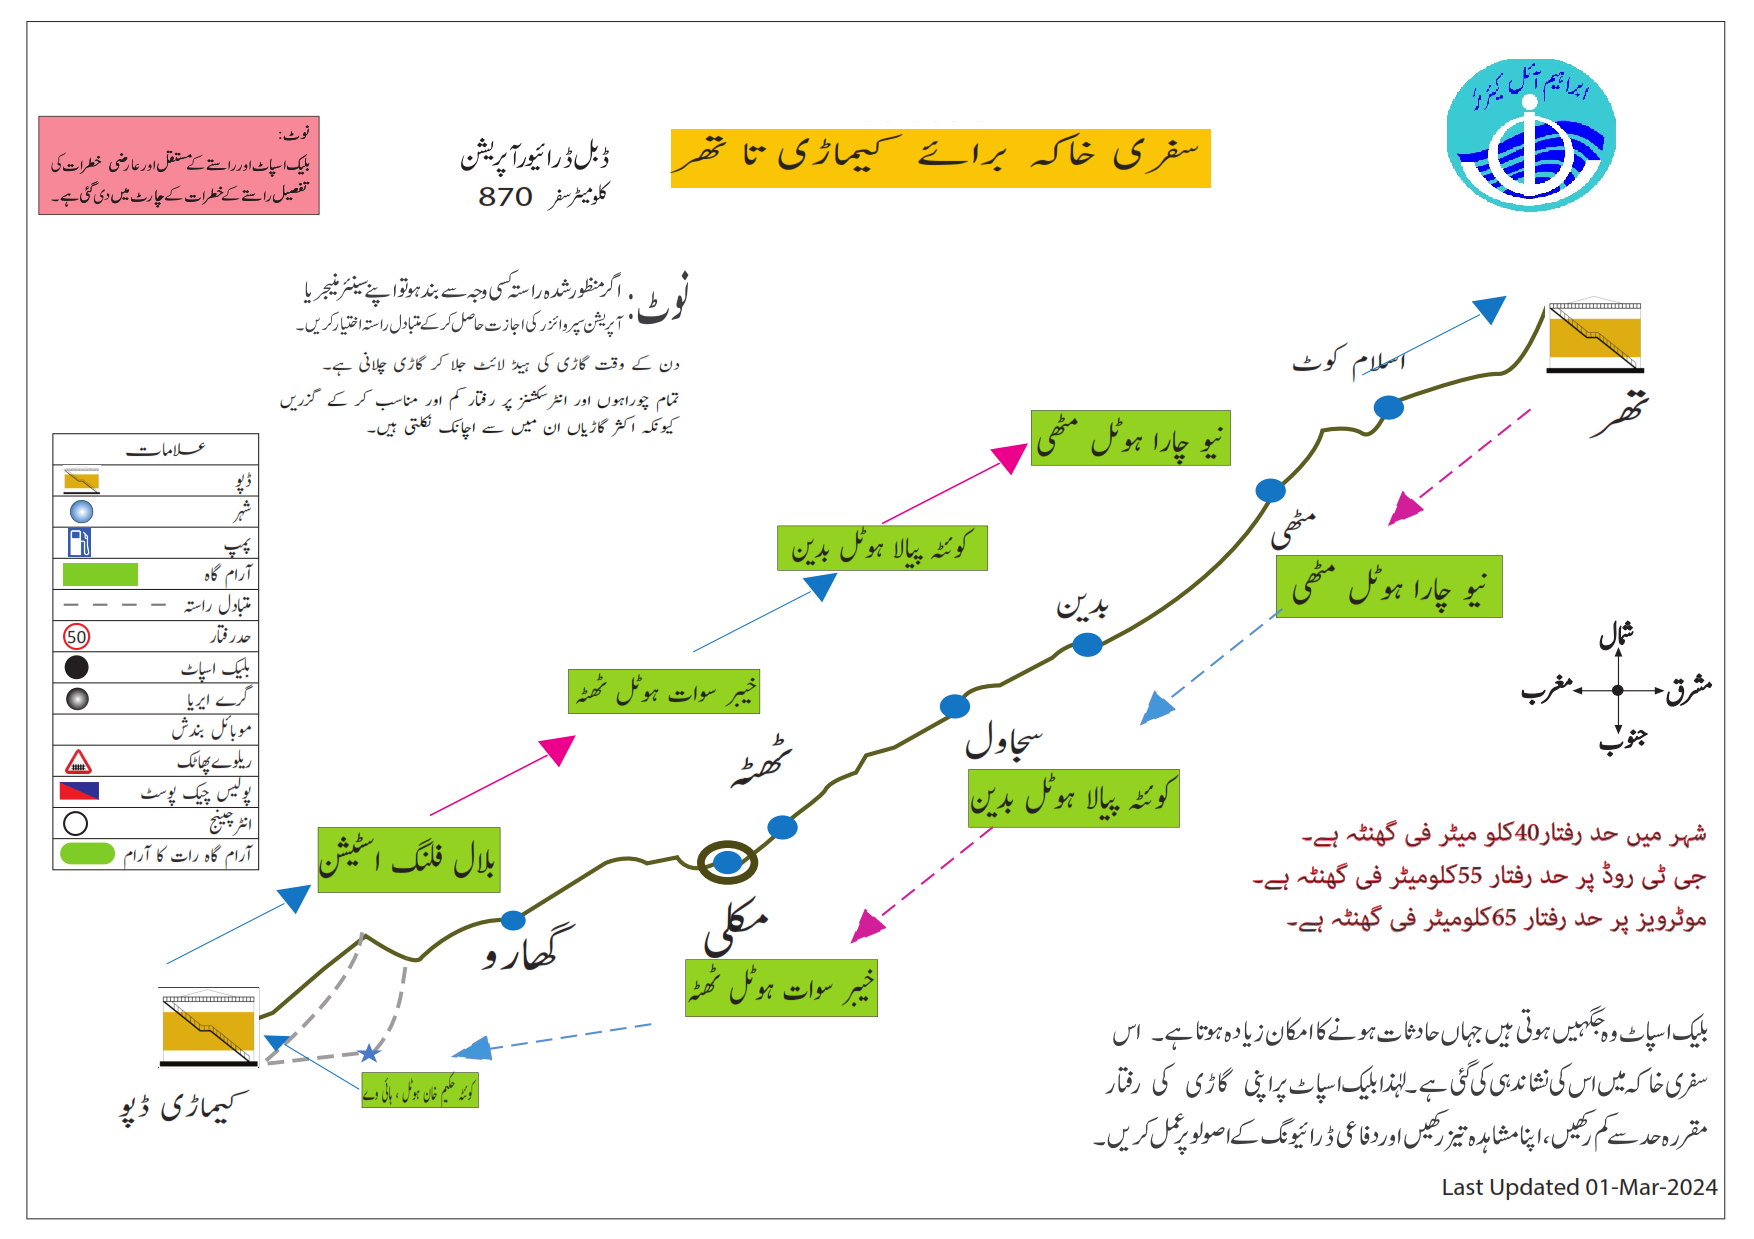 ابراہیم آئل کیئرئر
سفری خاکہ برائے کیماڑی تا تھر
ڈبل ڈرائیور آپریشن
870 کلومیٹر سفر
نوٹ:
بلیک اسپاٹ اور راستے کے مستقل اور عارضی خطرات کی
تفصیل راستے کے خطرات کے چارٹ میں دی گئی ہے۔
نوٹ:
اگر منظور شدہ راستہ کسی وجہ سے بند ہو تو اپنے سینئر منیجر یا
آپریشن سپروائزر کی اجازت حاصل کر کے متبادل راستہ اختیار کریں۔
دن کے وقت گاڑی کی ہیڈ لائٹ جلا کر گاڑی چلانی ہے۔
تمام چوراہوں اور انٹرسکشنز پر رفتار کم اور مناسب کر کے گزریں
کیونکہ اکثر گاڑیاں ان میں سے اچانک نکلتی ہیں۔
علامات
ڈپو
شہر
پمپ
آرام گاہ
متبادل راستہ
حد رفتار
50
بلیک اسپاٹ
گرے ایریا
موبائل بندش
ریلوے پھاٹک
پولیس چیک پوسٹ
انٹرچینج
آرام گاہ رات کا آرام
تھر
اسلام کوٹ
نیو چارا ہوٹل مٹھی
مٹھی
نیو چارا ہوٹل مٹھی
کوئٹہ پیالا ہوٹل بدین
بدین
خیبر سوات ہوٹل ٹھٹہ
سجاول
ٹھٹہ
کوئٹہ پیالا ہوٹل بدین
بلال فلنگ اسٹیشن
مکلی
گھارو
خیبر سوات ہوٹل ٹھٹہ
کوئٹہ حکیم خان ہوٹل ، ہائی وے
کیماڑی ڈپو
شمال
مشرق
مغرب
جنوب
شہر میں حد رفتار40کلو میٹر فی گھنٹہ ہے۔
جی ٹی روڈ پر حد رفتار 55کلومیٹر فی گھنٹہ ہے۔
موٹرویز پر حد رفتار 65کلومیٹر فی گھنٹہ ہے۔
بلیک اسپاٹ وہ جگہیں ہوتی ہیں جہاں حادثات ہونے کا امکان زیادہ ہوتا ہے۔ اس
سفری خاکہ میں اس کی نشاندہی کی گئی ہے۔ لہٰذا بلیک اسپاٹ پر اپنی گاڑی کی رفتار
مقررہ حد سے کم رکھیں، اپنا مشاہدہ تیز رکھیں اور دفاعی ڈرائیونگ کے اصولو پر عمل کریں۔
Last Updated 01-Mar-2024